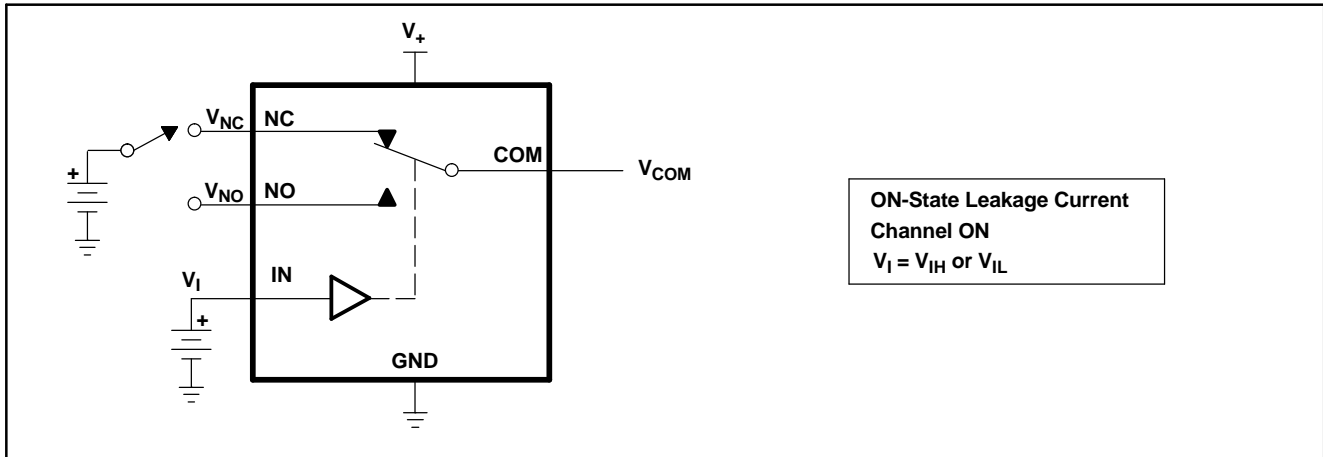 V+
VNC NC
COM
VCOM
+
VNO NO
VI IN
+
GND
ON-State Leakage Current
Channel ON
VI = VIH or VIL